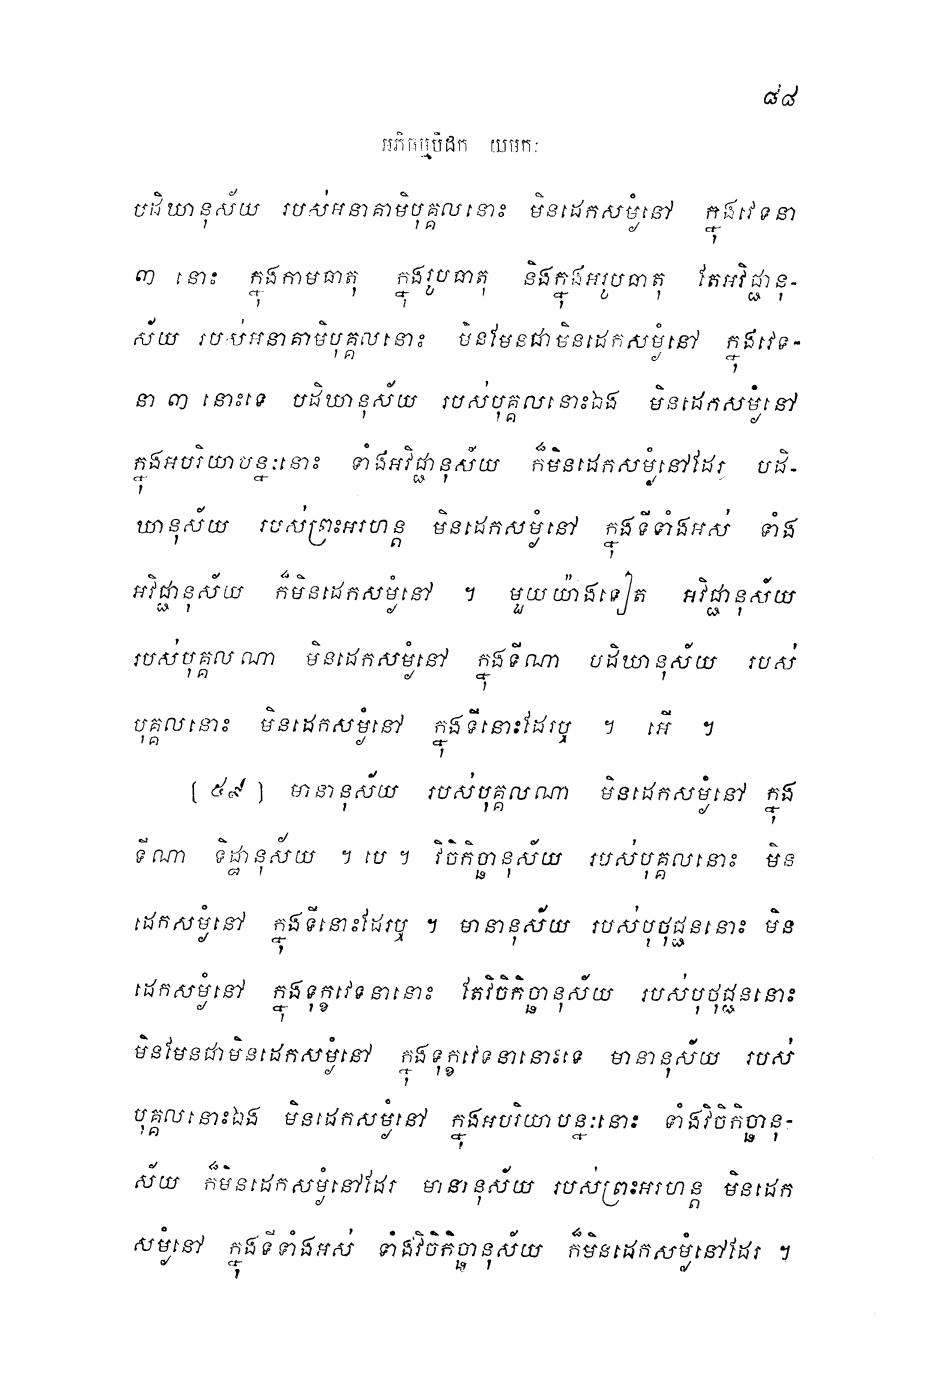 ៨៨
អភិធម្មបិដក យមកៈ
បដិឃានុស័យ របស់អនាគាមិបុគ្គលនោះ មិនដេកសម្ងំនៅ ក្នុងវេទនា
៣ នោះ ក្នុងកាមធាតុ ក្នុងរូបធាតុ និងក្នុងអរូបធាតុ តែអវិជ្ជានុ-
ស័យ របស់អនាគាមិបុគ្គលនោះ មិនមែនជាមិនដេកសម្ងំនៅ ក្នុងវេទ-
នា ៣ នោះទេ បដិឃានុស័យ របស់បុគ្គលនោះឯង មិនដេកសម្ងំនៅ
ក្នុងអបរិយាបន្នៈនោះ ទាំងអវិជ្ជានុស័យ ក៏មិនដេកសម្ងំនៅដែរ បដិ-
ឃានុស័យ របស់ព្រះអរហន្ត មិនដេកសម្ងំនៅ ក្នុងទីទាំងអស់ ទាំង
អវិជ្ជានុស័យ ក៏មិនដេកសម្ងំនៅ ។ មួយយ៉ាងទៀត អវិជ្ជានុស័យ
របស់បុគ្គលណា មិនដេកសម្ងំនៅ ក្នុងទីណា បដិឃានុស័យ របស់
បុគ្គលនោះ មិនដេកសម្ងំនៅ ក្នុងទីនោះដែរឬ ។ អើ ។
[ ៥៩ ] មានានុស័យ របស់បុគ្គលណា មិនដេកសម្ងំនៅ ក្នុង
ទីណា ទិដ្ឋានុស័យ ។ បេ ។ វិចិកិច្ឆានុស័យ របស់បុគ្គលនោះ មិន
ដេកសម្ងំនៅ ក្នុងទីនោះដែរឬ ។ មានានុស័យ របស់បុថុជ្ជននោះ មិន
ដេកសម្ងំនៅ ក្នុងទុក្ខវេទនានោះ តែវិចិកិច្ឆានុស័យ របស់បុថុជ្ជននោះ
មិនមែនជាមិនដេកសម្ងំនៅ ក្នុងទុក្ខវេទនានោះទេ មានានុស័យ របស់
បុគ្គលនោះឯង មិនដេកសម្ងំនៅ ក្នុងអបរិយាបន្នៈនោះ ទាំងវិចិកិច្ឆានុ-
ស័យ ក៏មិនដេកសម្ងំនៅដែរ មានានុស័យ របស់ព្រះអរហន្ត មិនដេក
សម្ងំនៅ ក្នុងទីទាំងអស់ ទាំងវិចិកិច្ឆានុស័យ ក៏មិនដេកសម្ងំនៅដែរ ។